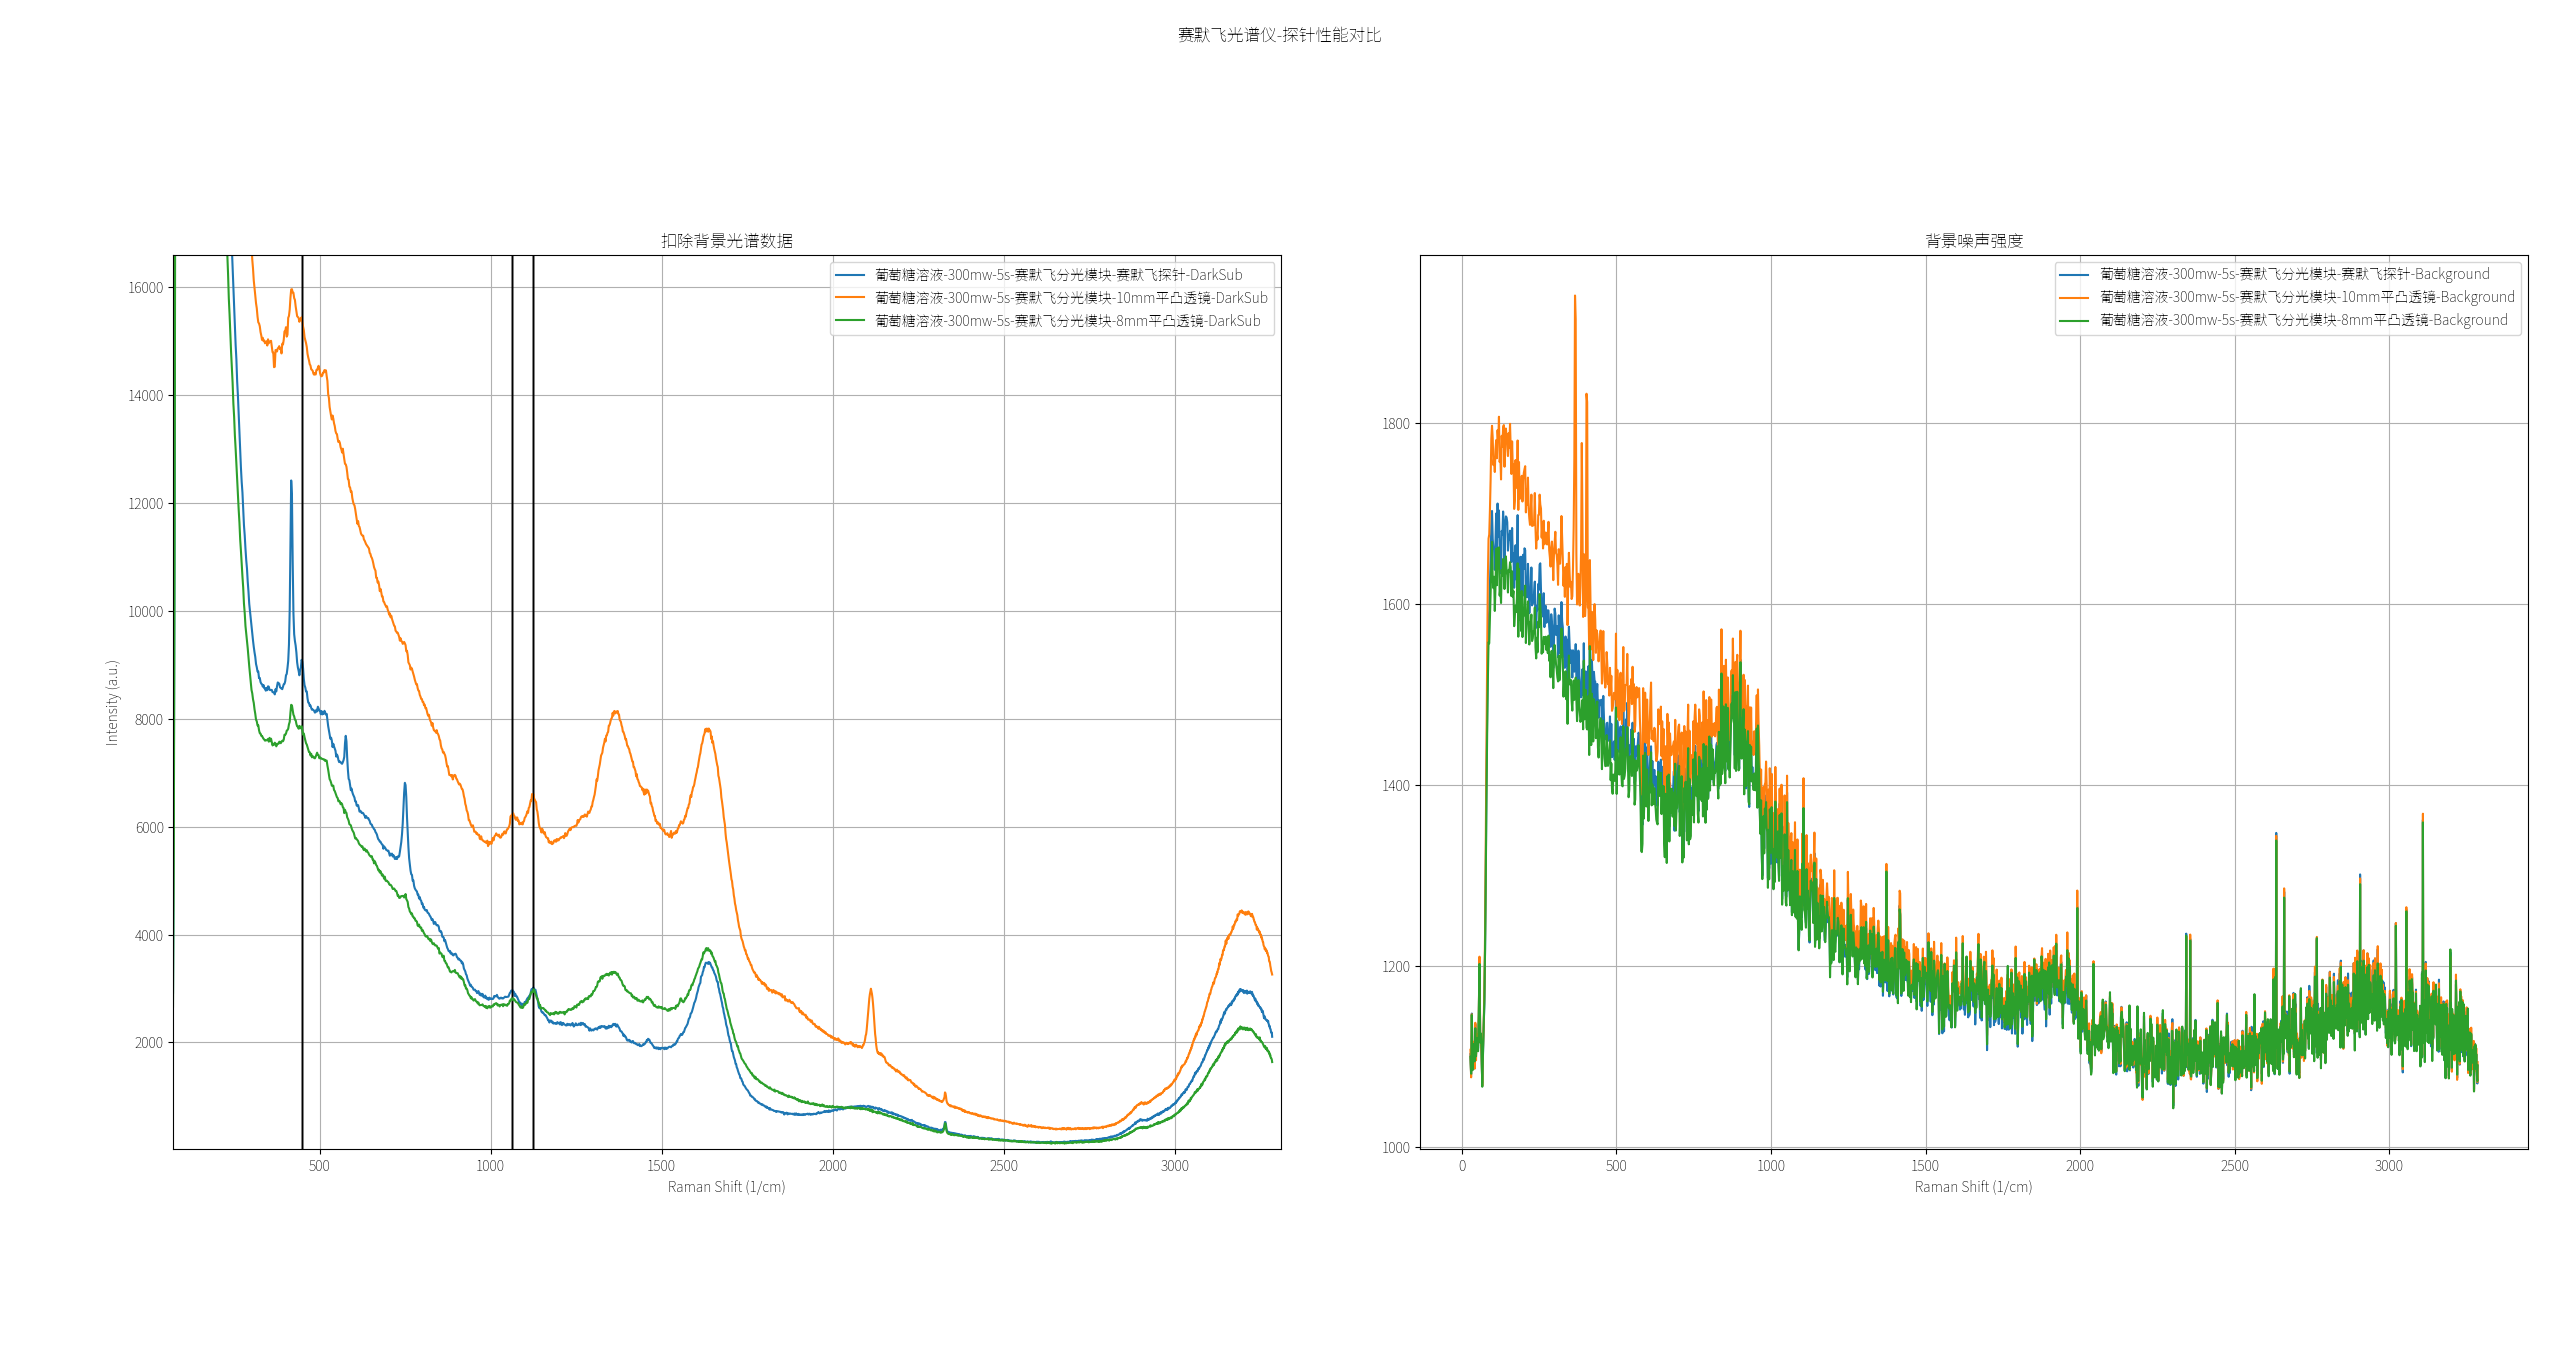 赛默飞光谱仪-探针性能对比
扣除背景光谱数据
葡萄糖溶液-300mw-5s-赛默飞分光模块-赛默飞探针-DarkSub
葡萄糖溶液-300mw-5s-赛默飞分光模块-10mm平凸透镜-DarkSub
葡萄糖溶液-300mw-5s-赛默飞分光模块-8mm平凸透镜-DarkSub
16000
14000
12000
10000
8000
6000
4000
2000
Intensity (a.u.)
500 1000 1500 2000 2500 3000
Raman Shift (1/cm)
背景噪声强度
葡萄糖溶液-300mw-5s-赛默飞分光模块-赛默飞探针-Background
葡萄糖溶液-300mw-5s-赛默飞分光模块-10mm平凸透镜-Background
葡萄糖溶液-300mw-5s-赛默飞分光模块-8mm平凸透镜-Background
1800
1600
1400
1200
1000
0 500 1000 1500 2000 2500 3000
Raman Shift (1/cm)